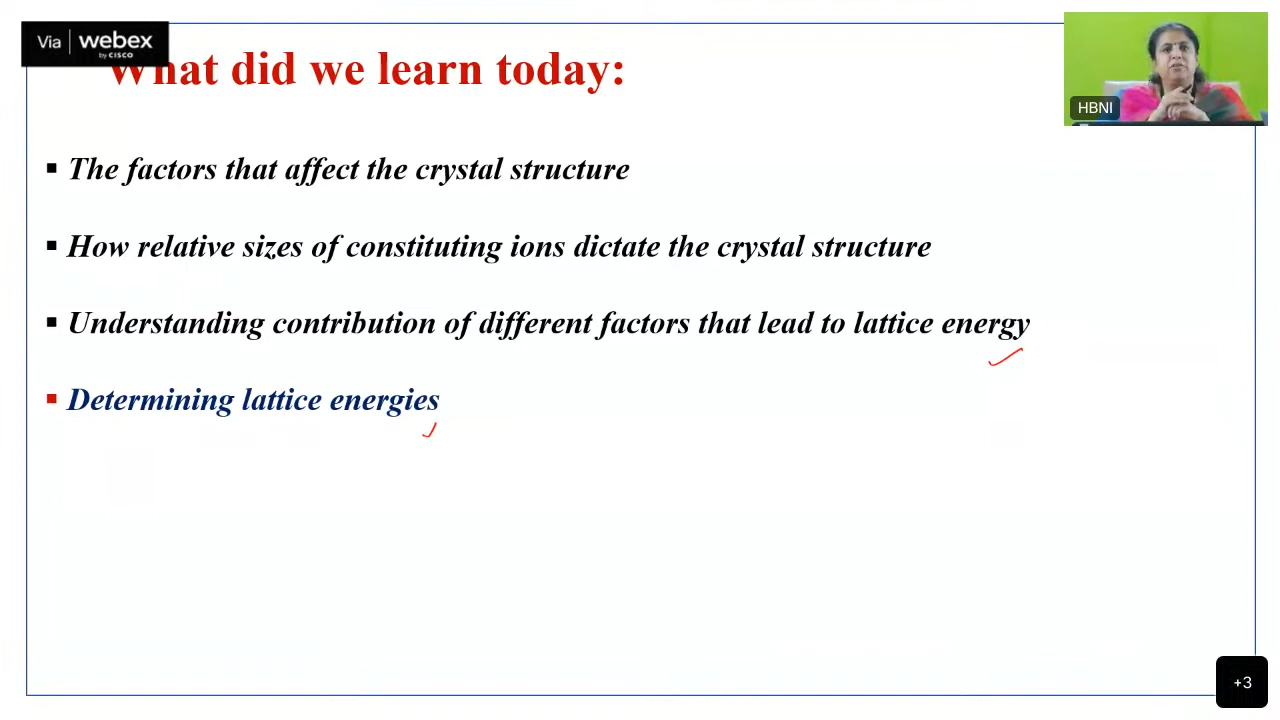 Via webex
by CISCO
What did we learn today:
HBNI
▪ The factors that affect the crystal structure
▪ How relative sizes of constituting ions dictate the crystal structure
▪ Understanding contribution of different factors that lead to lattice energy
▪ Determining lattice energies
+3